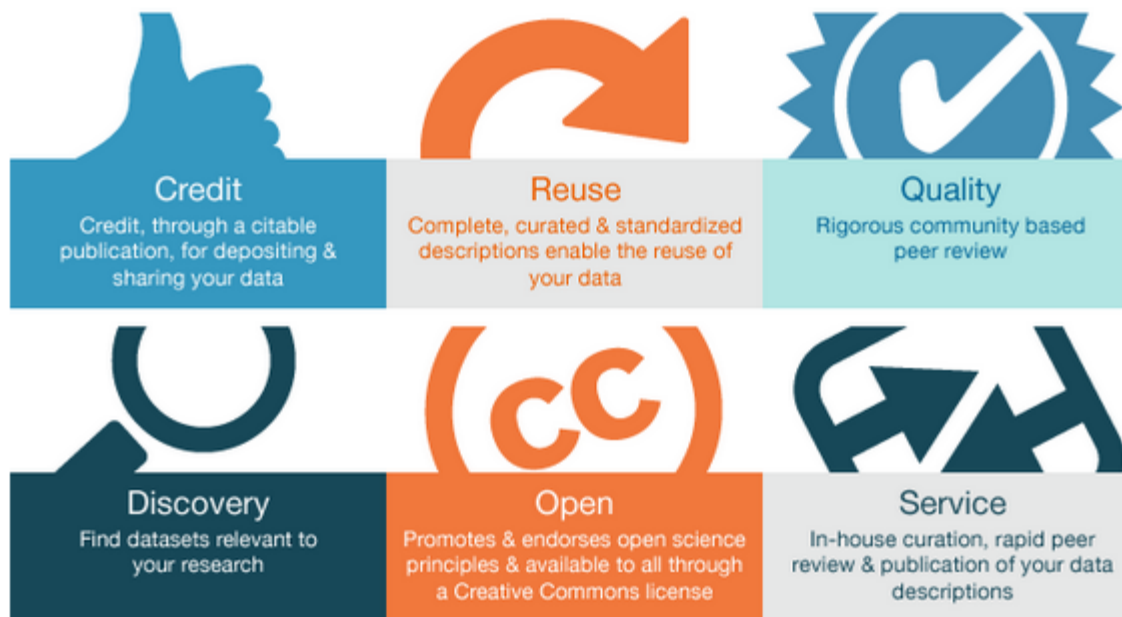 Credit
Credit, through a citable
publication, for depositing &
sharing your data
Reuse
Complete, curated & standardized
descriptions enable the reuse of
your data
Quality
Rigorous community based
peer review
CC
Discovery
Find datasets relevant to
your research
Open
Promotes & endorses open science
principles & available to all through
a Creative Commons license
Service
In-house curation, rapid peer
review & publication of your data
descriptions